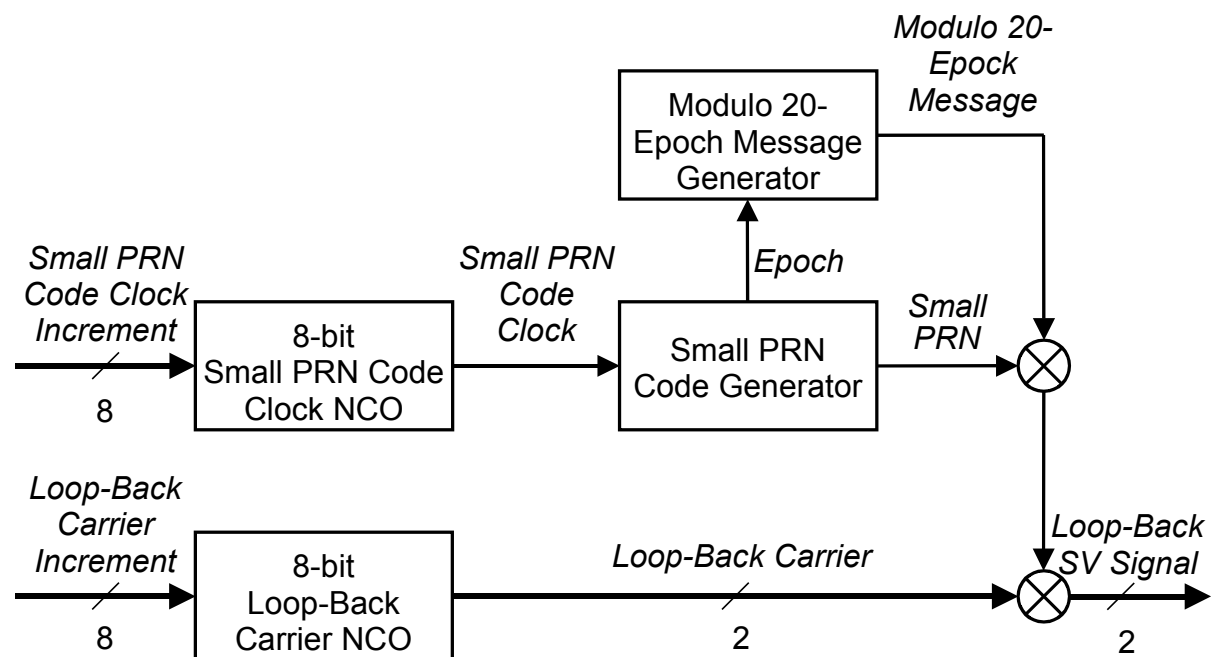 Modulo 20-
Epock
Message
Modulo 20-
Epoch Message
Generator
Small PRN
Code Clock
Increment
8
8-bit
Small PRN Code
Clock NCO
Small PRN
Code
Clock
Epoch
Small PRN
Code Generator
Small
PRN
Loop-Back
Carrier
Increment
8
8-bit
Loop-Back
Carrier NCO
Loop-Back Carrier
2
Loop-Back
SV Signal
2